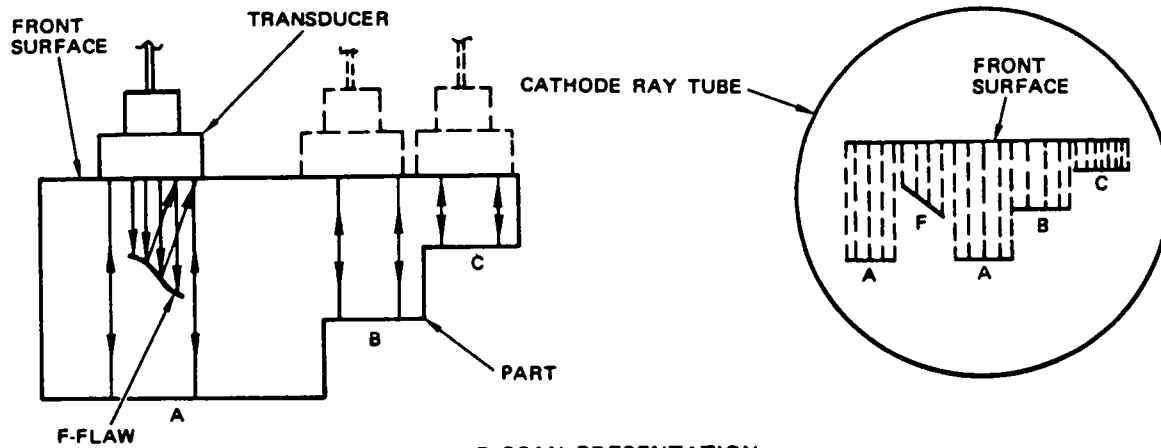 FRONT
SURFACE
TRANSDUCER
CATHODE RAY TUBE
FRONT
SURFACE
C
F
B
A
A
C
B
PART
A
F-FLAW